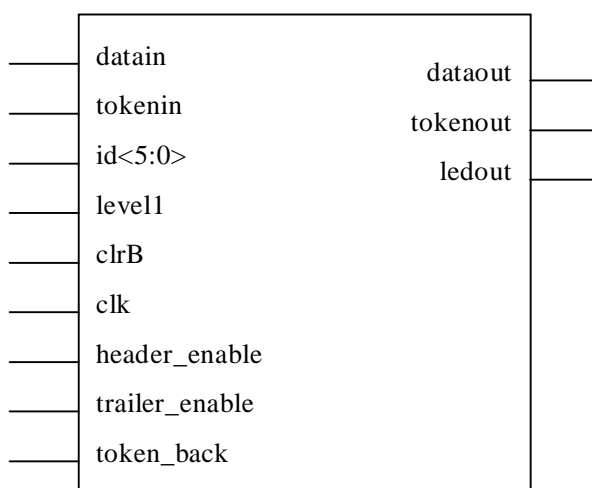 datain
tokenin
id<5:0>
level1
clrB
clk
header_enable
trailer_enable
token_back
dataout
tokenout
ledout